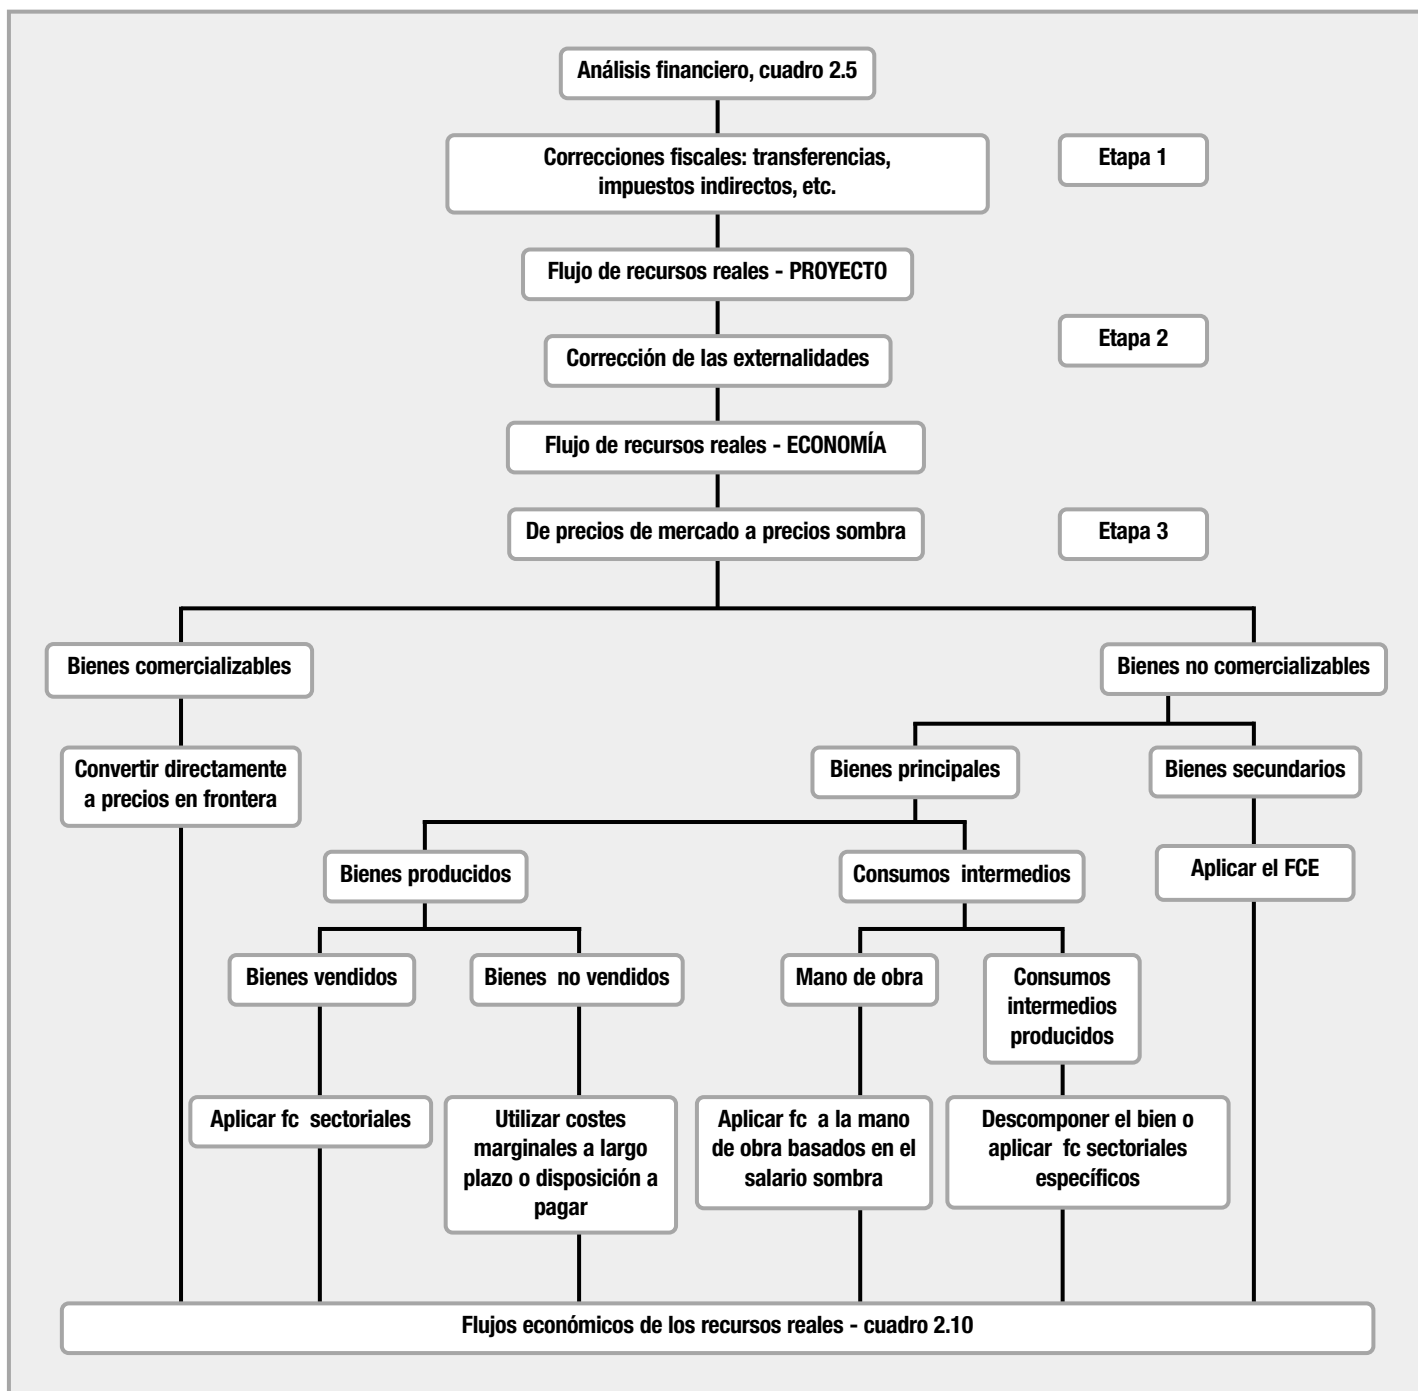 Análisis financiero, cuadro 2.5
Correcciones fiscales: transferencias,
impuestos indirectos, etc.
Etapa 1
Flujo de recursos reales - PROYECTO
Etapa 2
Corrección de las externalidades
Flujo de recursos reales - ECONOMÍA
De precios de mercado a precios sombra
Etapa 3
Bienes comercializables
Bienes no comercializables
Convertir directamente
a precios en frontera
Bienes principales
Bienes secundarios
Bienes producidos
Consumos intermedios
Aplicar el FCE
Bienes vendidos
Bienes no vendidos
Mano de obra
Consumos
intermedios
producidos
Aplicar fc sectoriales
Utilizar costes
marginales a largo
plazo o disposición a
pagar
Aplicar fc a la mano
de obra basados en el
salario sombra
Descomponer el bien o
aplicar fc sectoriales
específicos
Flujos económicos de los recursos reales - cuadro 2.10